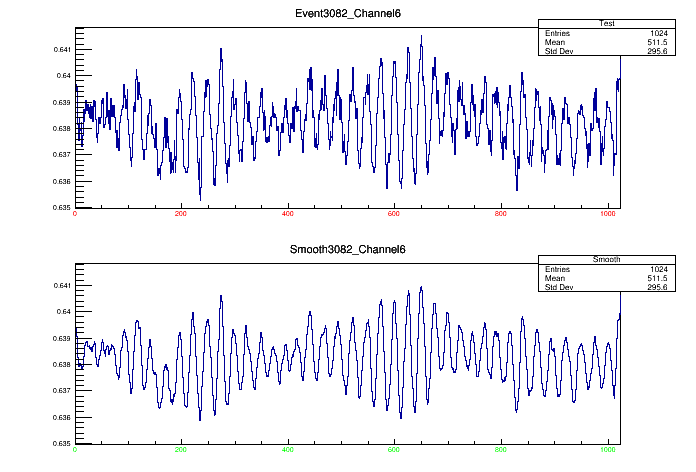 Event3082_Channel6
Test
Entries 1024
Mean 511.5
Std Dev 295.6
0.641
0.64
0.639
0.638
0.637
0.636
0.635
0 200 400 600 800 1000
Smooth3082_Channel6
Smooth
Entries 1024
Mean 511.5
Std Dev 295.6
0.641
0.64
0.639
0.638
0.637
0.636
0.635
0 200 400 600 800 1000